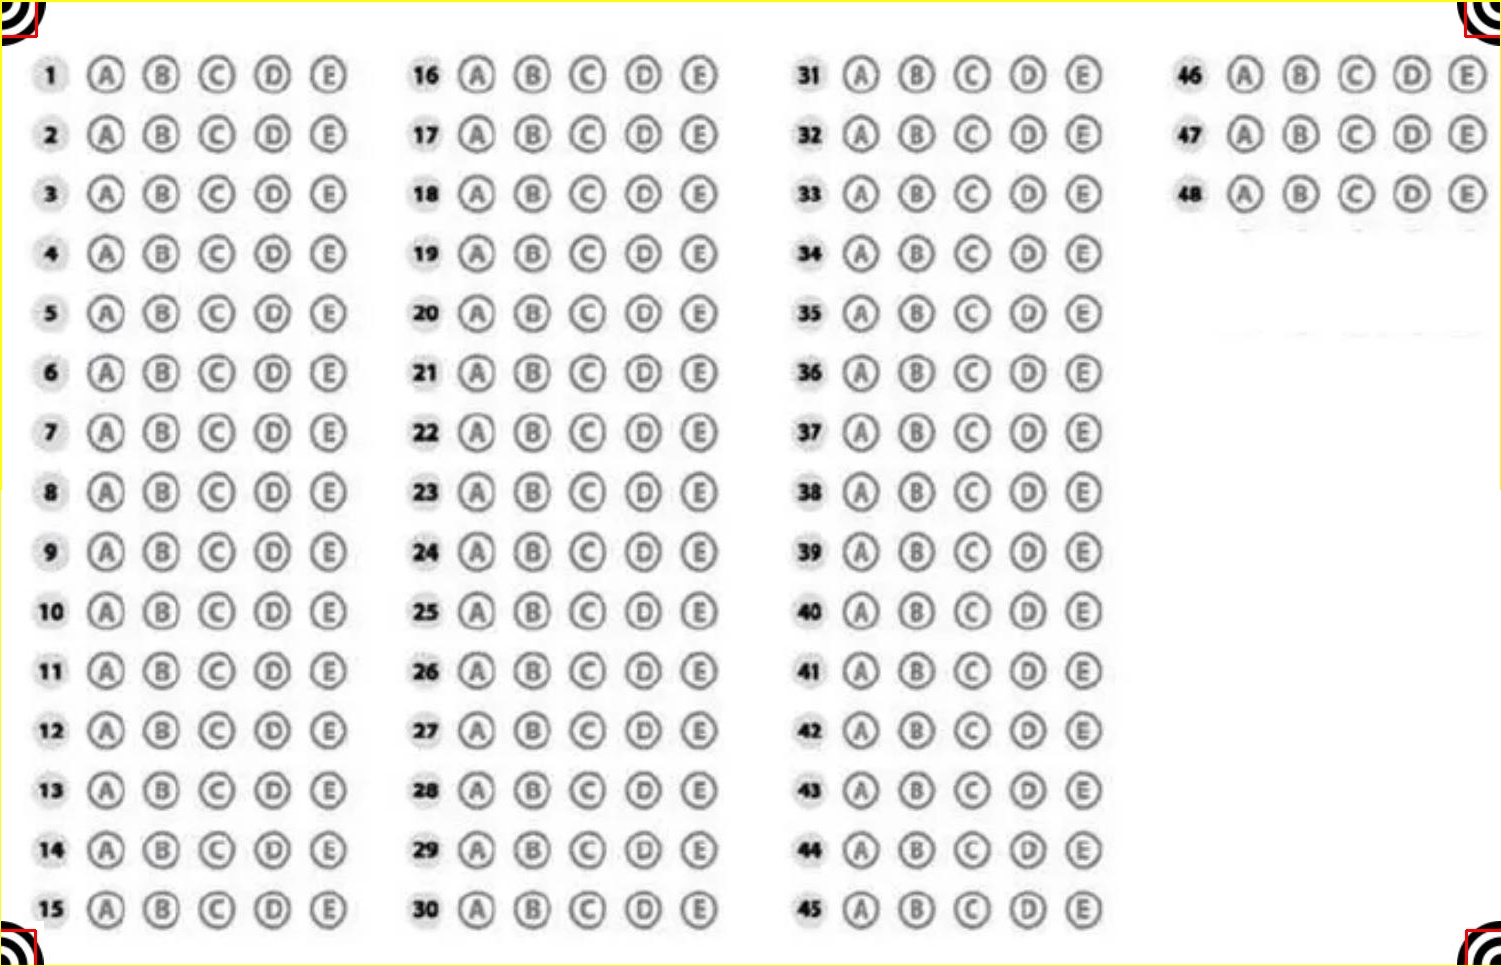 1 A B C D E
2 A B C D E
3 A B C D E
4 A B C D E
5 A B C D E
6 A B C D E
7 A B C D E
8 A B C D E
9 A B C D E
10 A B C D E
11 A B C D E
12 A B C D E
13 A B C D E
14 A B C D E
15 A B C D E
16 A B C D E
17 A B C D E
18 A B C D E
19 A B C D E
20 A B C D E
21 A B C D E
22 A B C D E
23 A B C D E
24 A B C D E
25 A B C D E
26 A B C D E
27 A B C D E
28 A B C D E
29 A B C D E
30 A B C D E
31 A B C D E
32 A B C D E
33 A B C D E
34 A B C D E
35 A B C D E
36 A B C D E
37 A B C D E
38 A B C D E
39 A B C D E
40 A B C D E
41 A B C D E
42 A B C D E
43 A B C D E
44 A B C D E
45 A B C D E
46 A B C D E
47 A B C D E
48 A B C D E